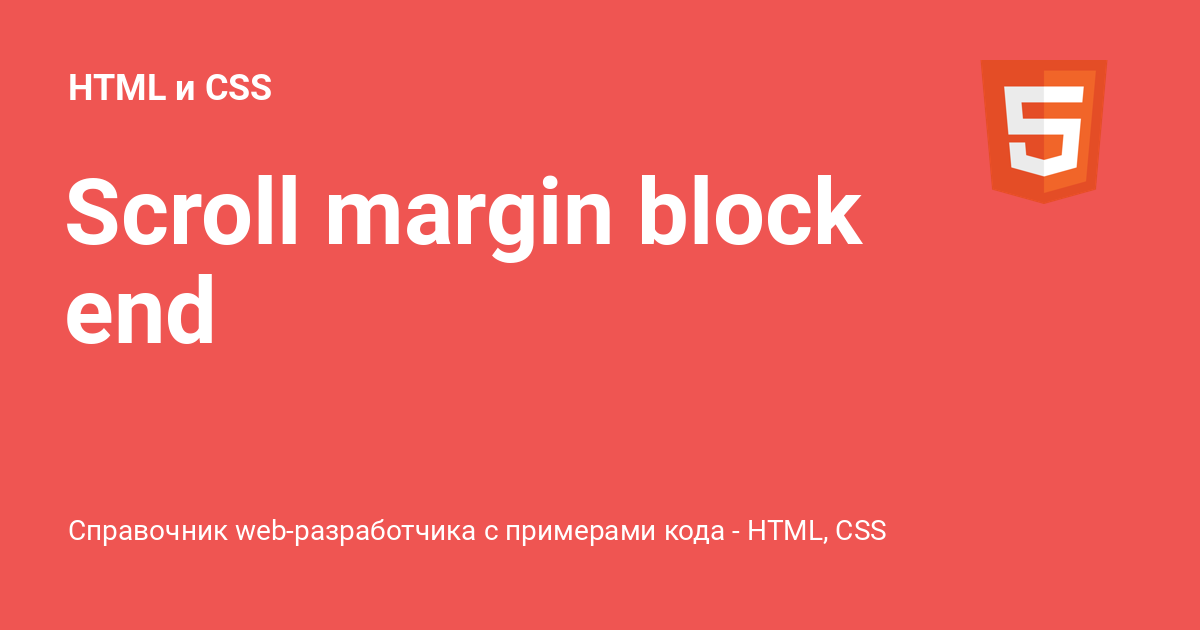 HTML и CSS
Scroll margin block
end
Справочник web-разработчика с примерами кода - HTML, CSS